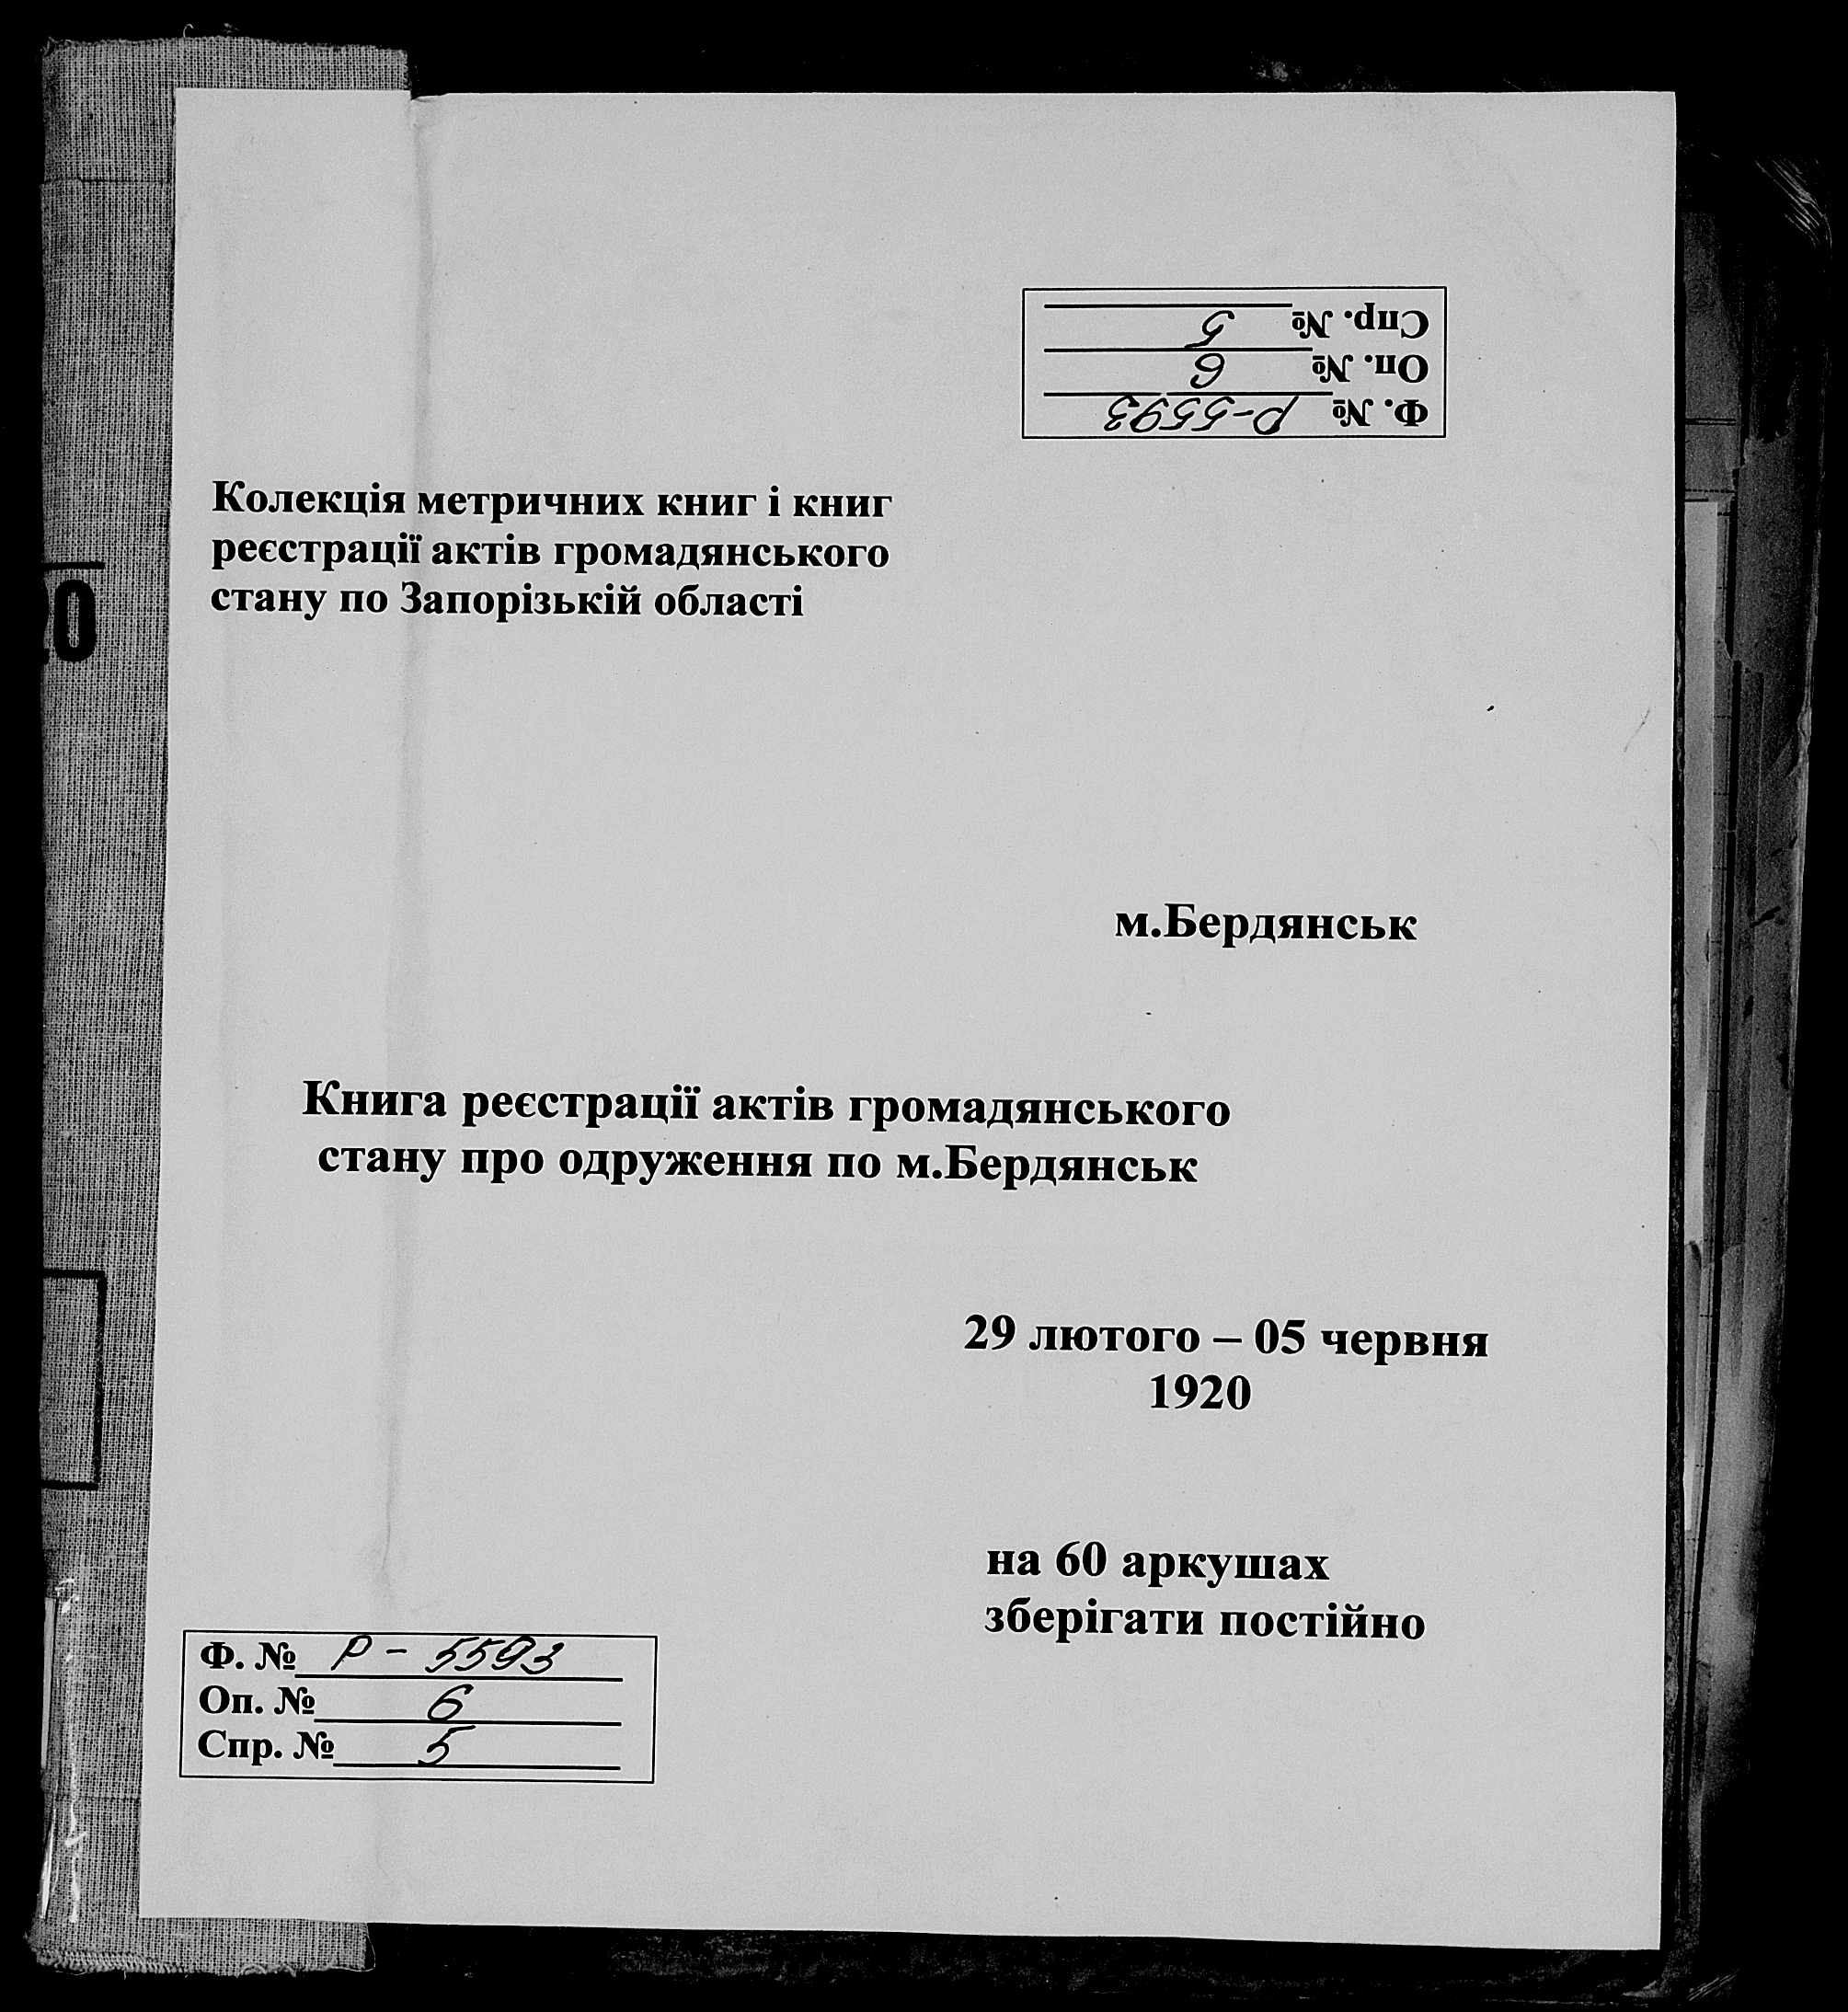 Спр. № 5
Оп. № 6
Ф. № Р-5593
Колекція метричних книг і книг
реєстрації актів громадянського
стану по Запорізькій області
м.Бердянськ
Книга реєстрації актів громадянського
стану про одруження по м.Бердянськ
29 лютого – 05 червня
1920
на 60 аркушах
зберігати постійно
Ф. № Р - 5593
Оп. № 6
Спр. № 5